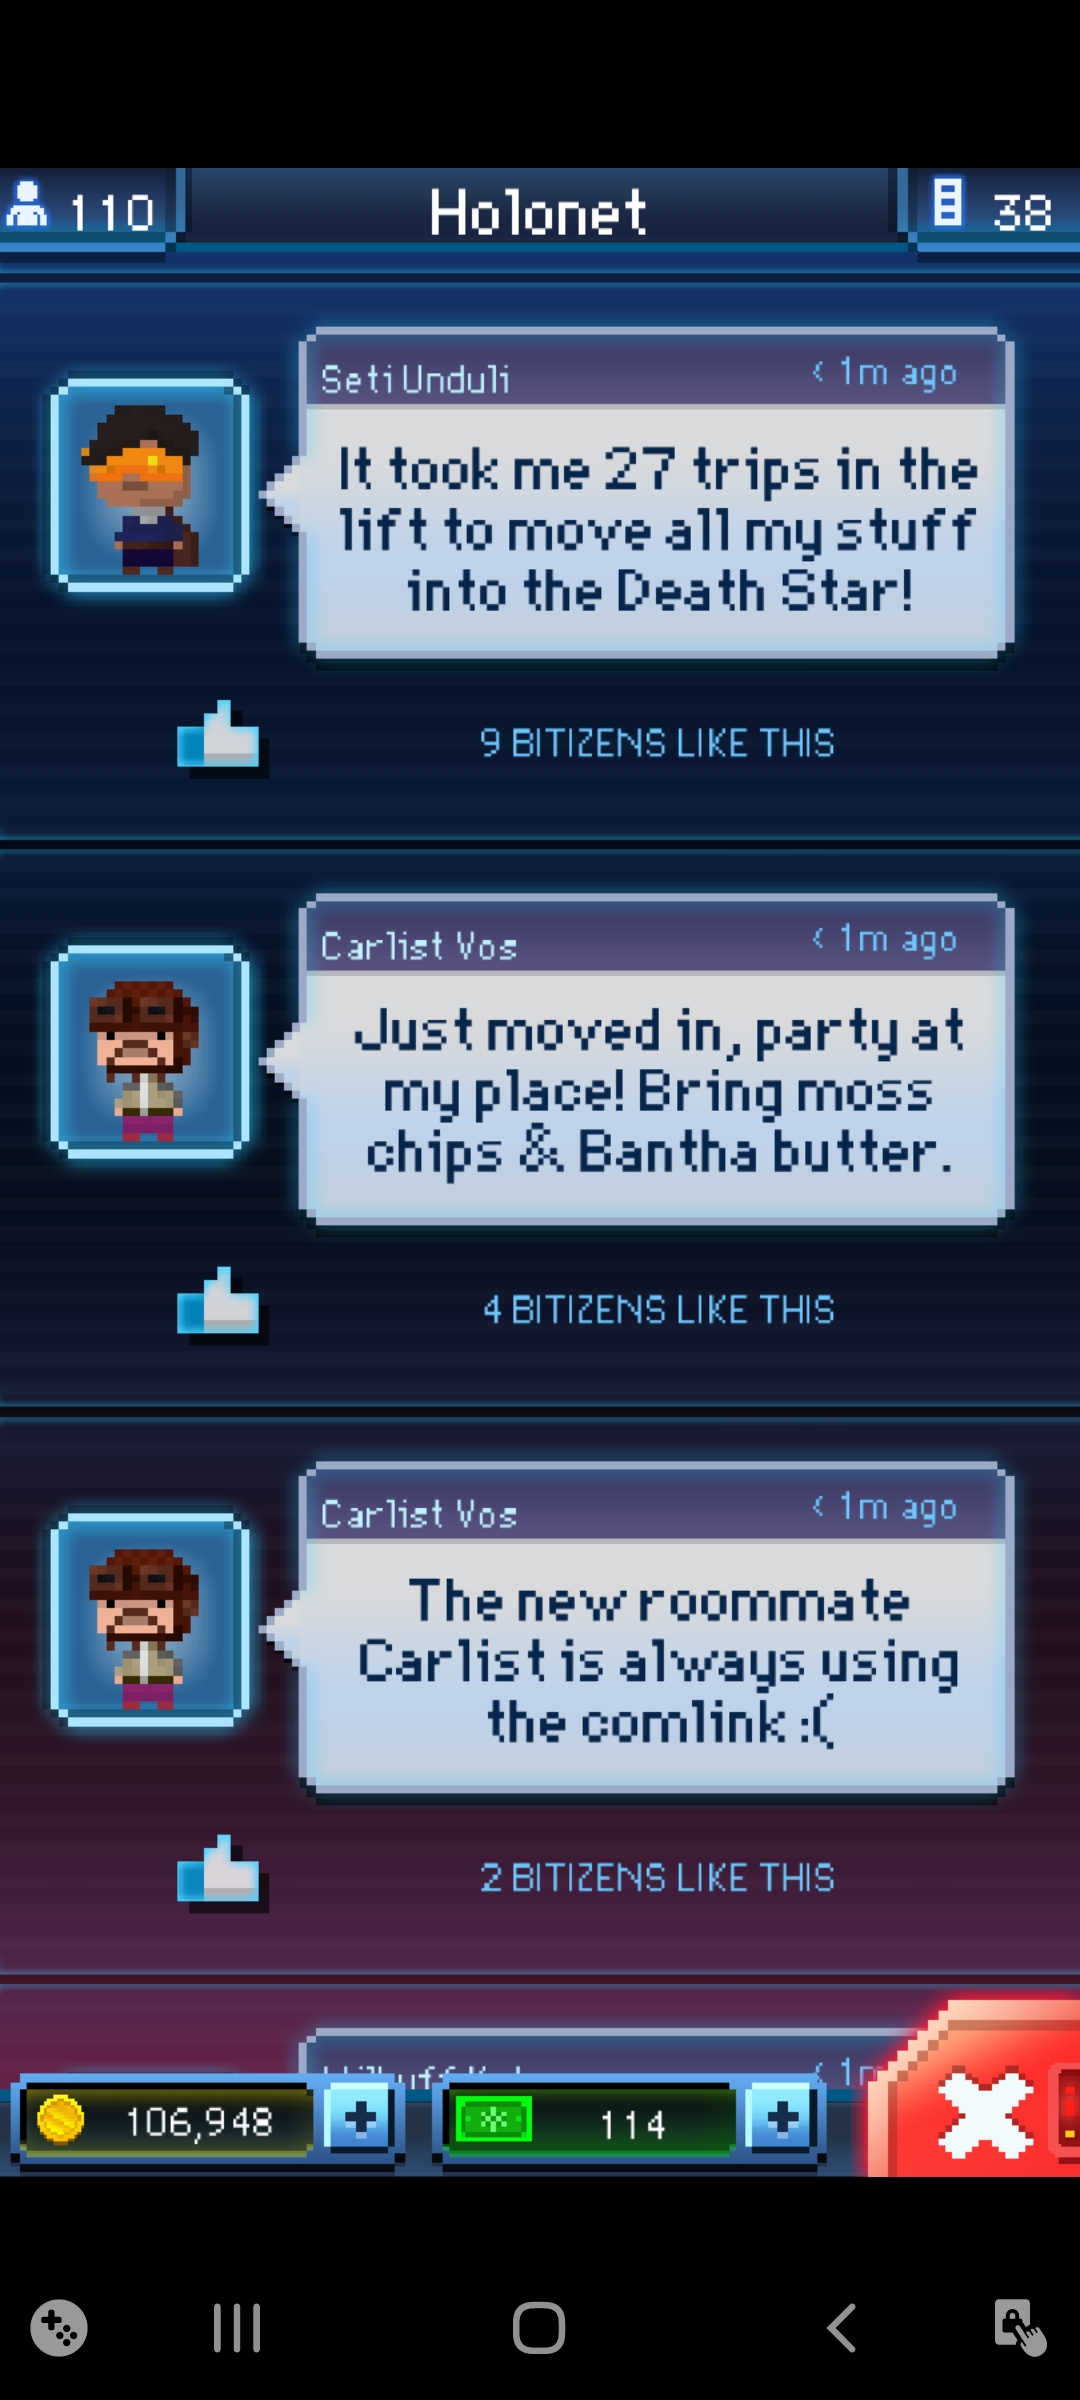 110
Holonet
38
Seti Unduli
< 1m ago
It took me 27 trips in the
lift to move all my stuff
into the Death Star!
9 BITIZENS LIKE THIS
Carlist Vos
< 1m ago
Just moved in, party at
my place! Bring moss
chips & Bantha butter.
4 BITIZENS LIKE THIS
Carlist Vos
< 1m ago
The new roommate
Carlist is always using
the comlink :(
2 BITIZENS LIKE THIS
106,948
114